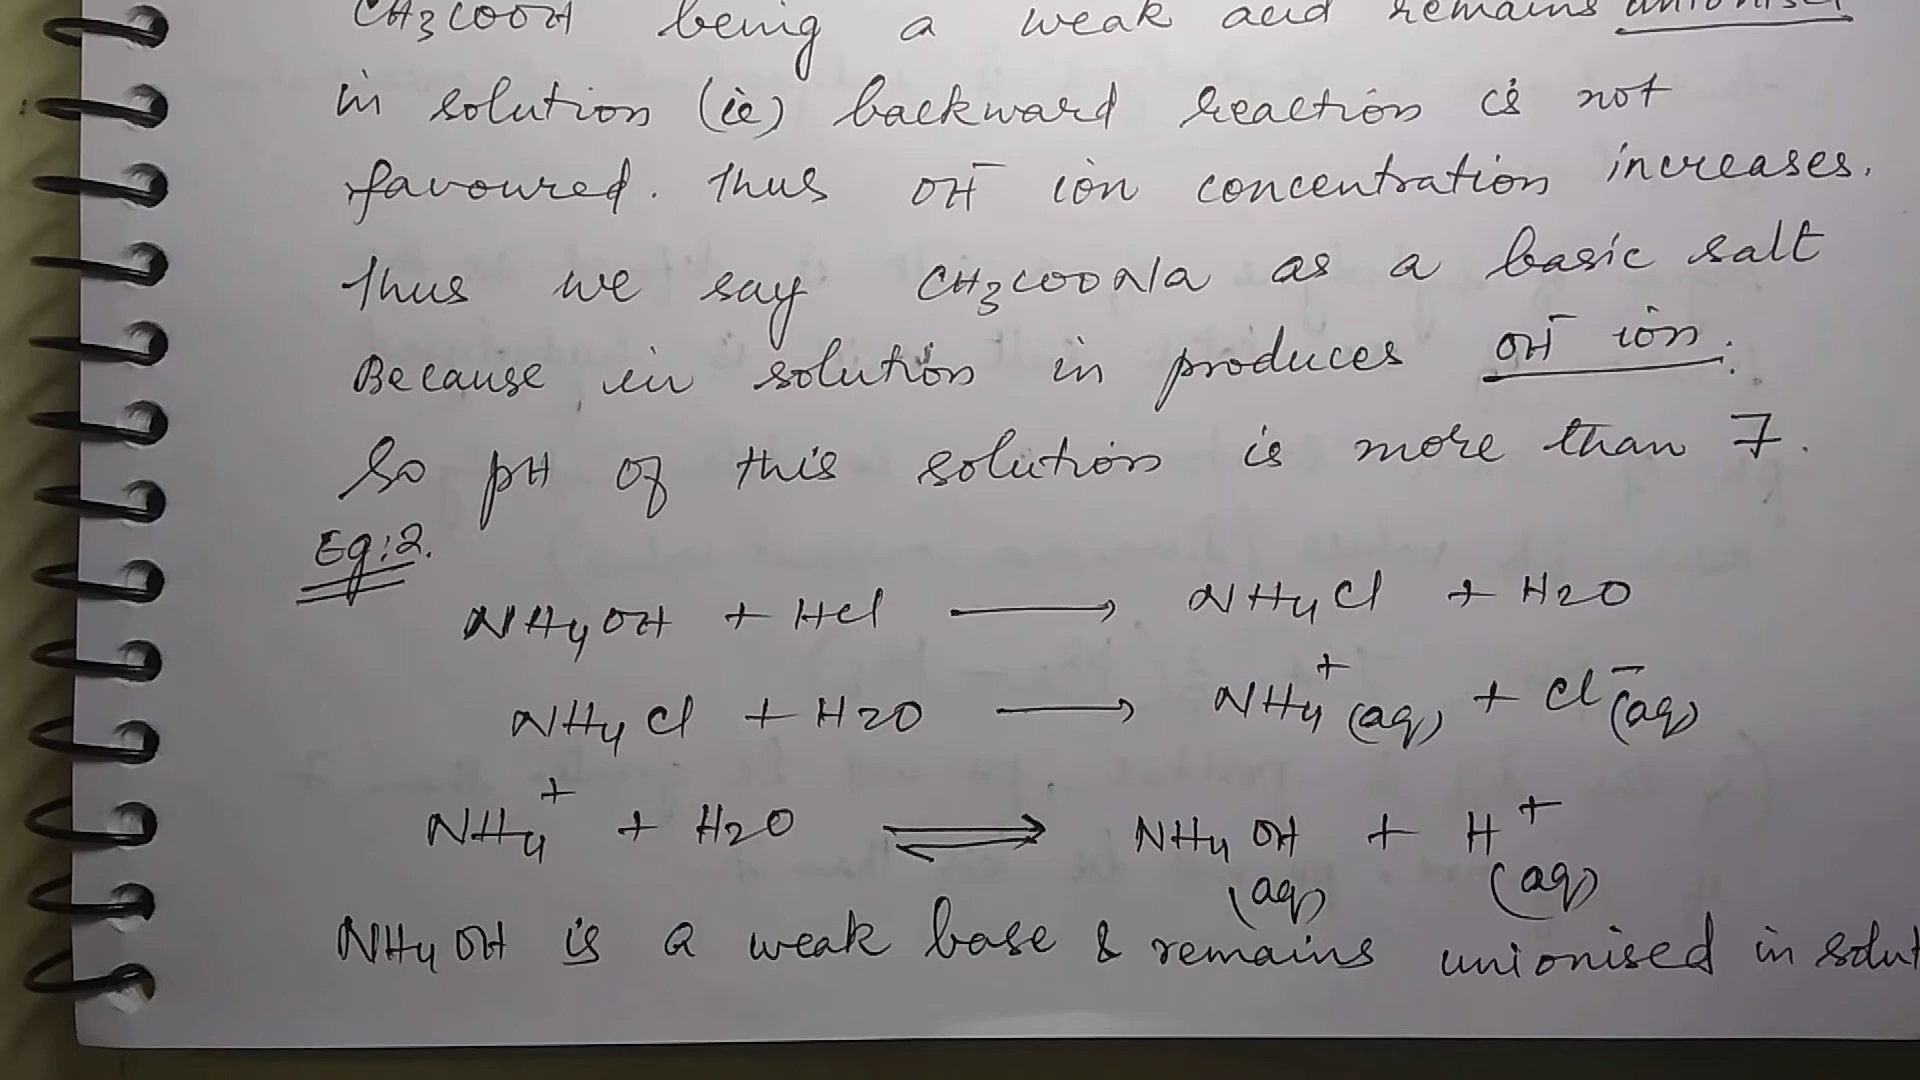 CH3COOH being a weak acid remains unionised
in solution (ie) backward reaction is not
favoured. Thus OH⁻ ion concentration increases.
Thus we say CH3COONa as a basic salt
Because in solution in produces OH⁻ ion.
So pH of this solution is more than 7.
Eg:2.
NH4OH + HCl ⟶ NH4Cl + H2O
NH4Cl + H2O ⟶ NH4⁺(aq) + Cl⁻(aq)
NH4⁺ + H2O ⇌ NH4OH(aq) + H⁺(aq)
NH4OH is a weak base & remains unionised in solut